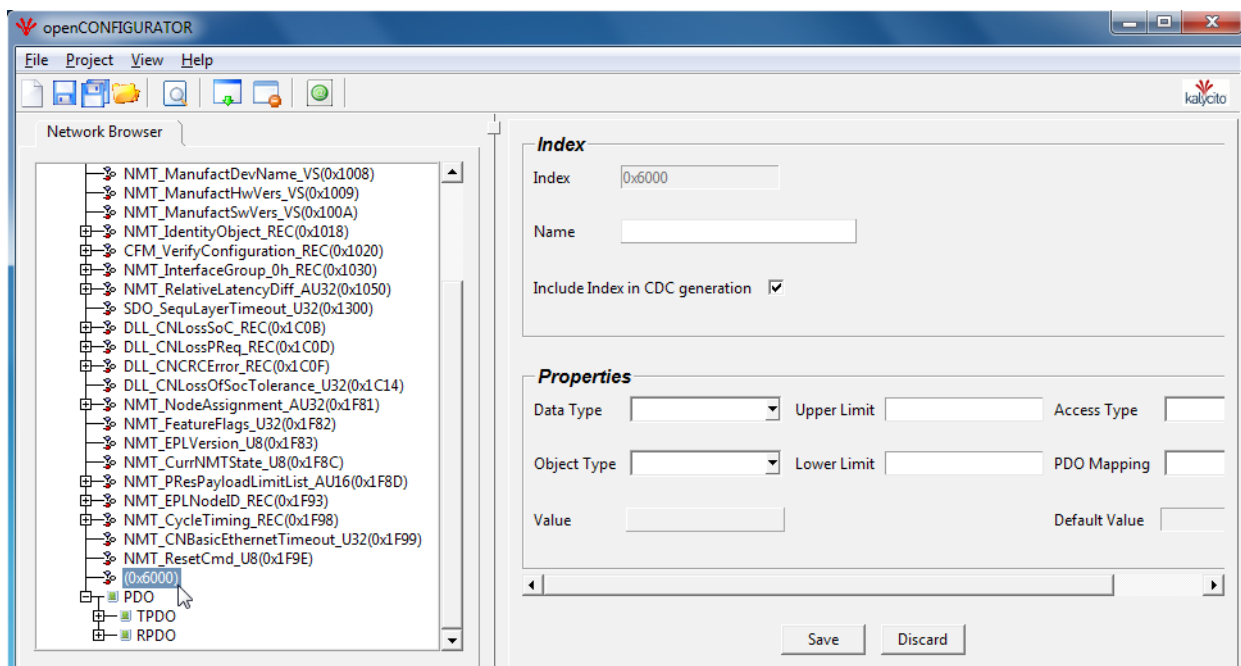 openCONFIGURATOR
File Project View Help
kalycito
Network Browser
NMT_ManufactDevName_VS(0x1008)
NMT_ManufactHwVers_VS(0x1009)
NMT_ManufactSwVers_VS(0x100A)
NMT_IdentityObject_REC(0x1018)
CFM_VerifyConfiguration_REC(0x1020)
NMT_InterfaceGroup_0h_REC(0x1030)
NMT_RelativeLatencyDiff_AU32(0x1050)
SDO_SequLayerTimeout_U32(0x1300)
DLL_CNLossSoC_REC(0x1C0B)
DLL_CNLossPReq_REC(0x1C0D)
DLL_CNCRCError_REC(0x1C0F)
DLL_CNLossOfSocTolerance_U32(0x1C14)
NMT_NodeAssignment_AU32(0x1F81)
NMT_FeatureFlags_U32(0x1F82)
NMT_EPLVersion_U8(0x1F83)
NMT_CurrNMTState_U8(0x1F8C)
NMT_PResPayloadLimitList_AU16(0x1F8D)
NMT_EPLNodeID_REC(0x1F93)
NMT_CycleTiming_REC(0x1F98)
NMT_CNBasicEthernetTimeout_U32(0x1F99)
NMT_ResetCmd_U8(0x1F9E)
(0x6000)
PDO
TPDO
RPDO
Index
Index 0x6000
Name
Include Index in CDC generation
Properties
Data Type Upper Limit Access Type
Object Type Lower Limit PDO Mapping
Value Default Value
Save Discard